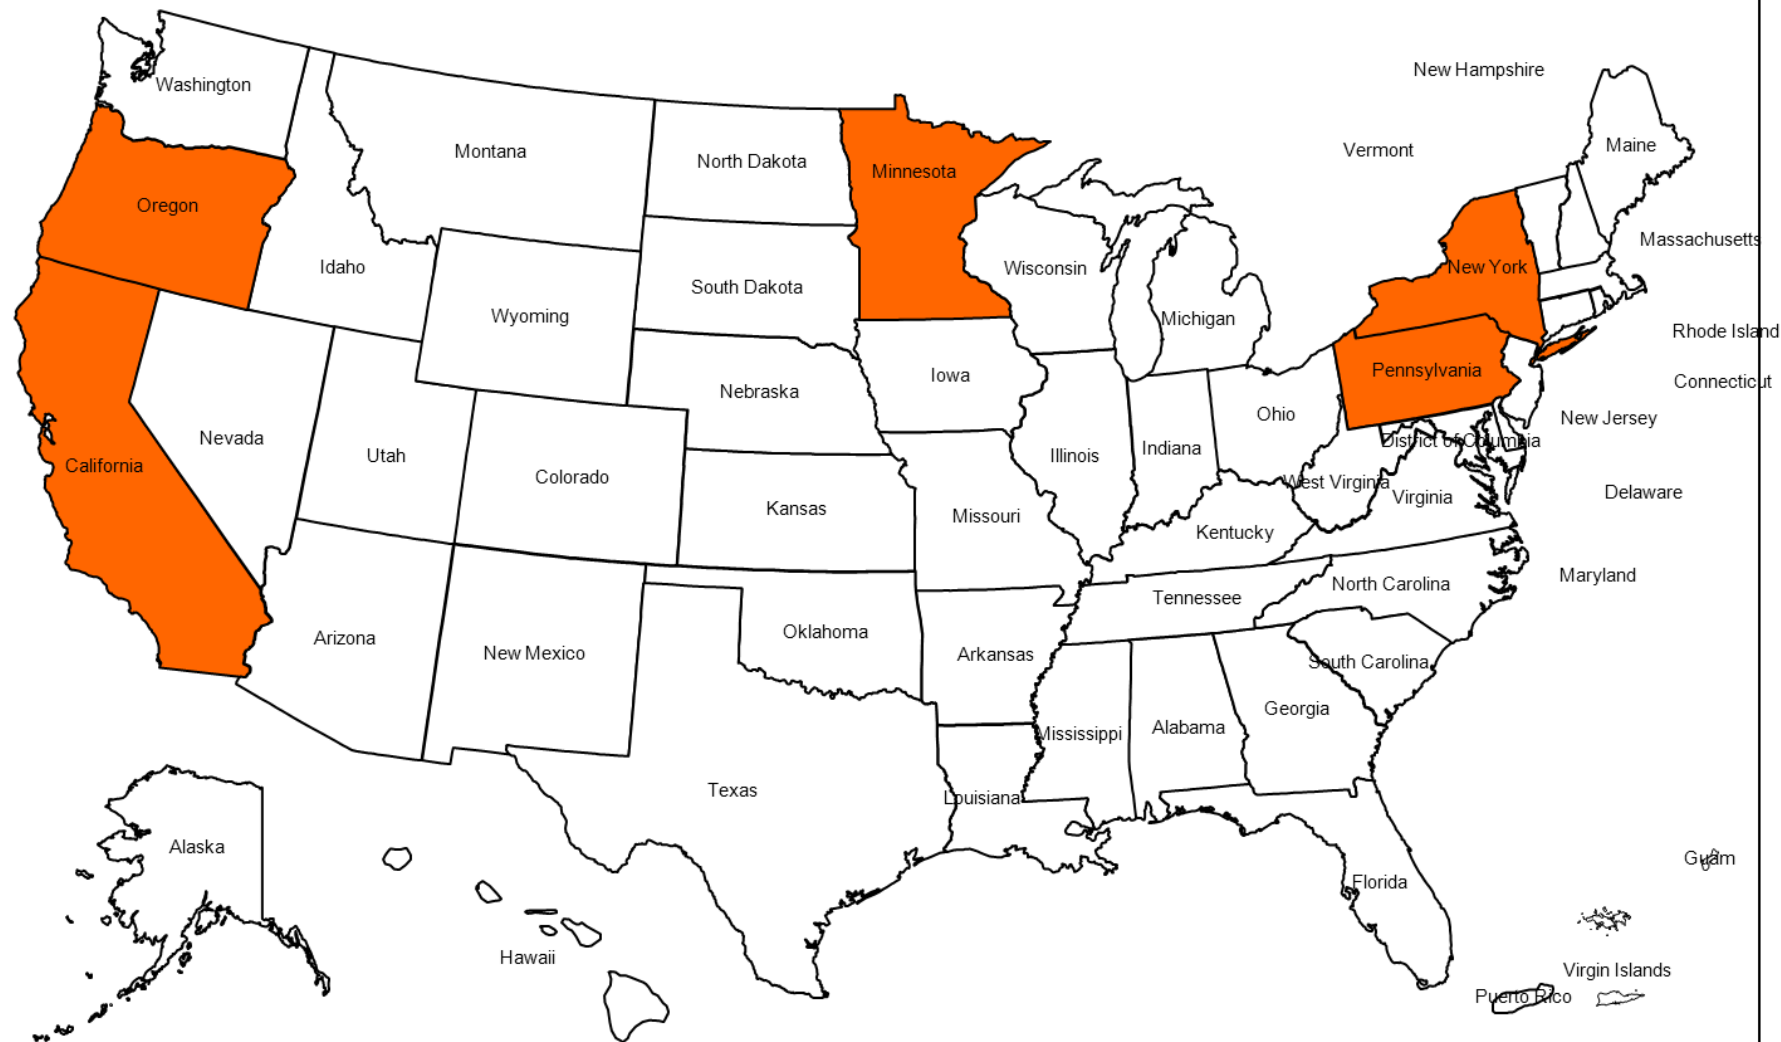 New Hampshire
Washington
Maine
Vermont
Montana
North Dakota
Minnesota
Oregon
Massachusetts
Idaho
New York
Wisconsin
South Dakota
Wyoming
Michigan
Rhode Island
Pennsylvania
Iowa
Connecticut
Nebraska
Ohio
New Jersey
Nevada
District of Columbia
Indiana
Utah
Illinois
California
Colorado
West Virginia
Delaware
Virginia
Kansas
Missouri
Kentucky
Maryland
North Carolina
Tennessee
Oklahoma
Arizona
New Mexico
Arkansas
South Carolina
Georgia
Alabama
Mississippi
Texas
Louisiana
Alaska
Guam
Florida
Hawaii
Virgin Islands
Puerto Rico